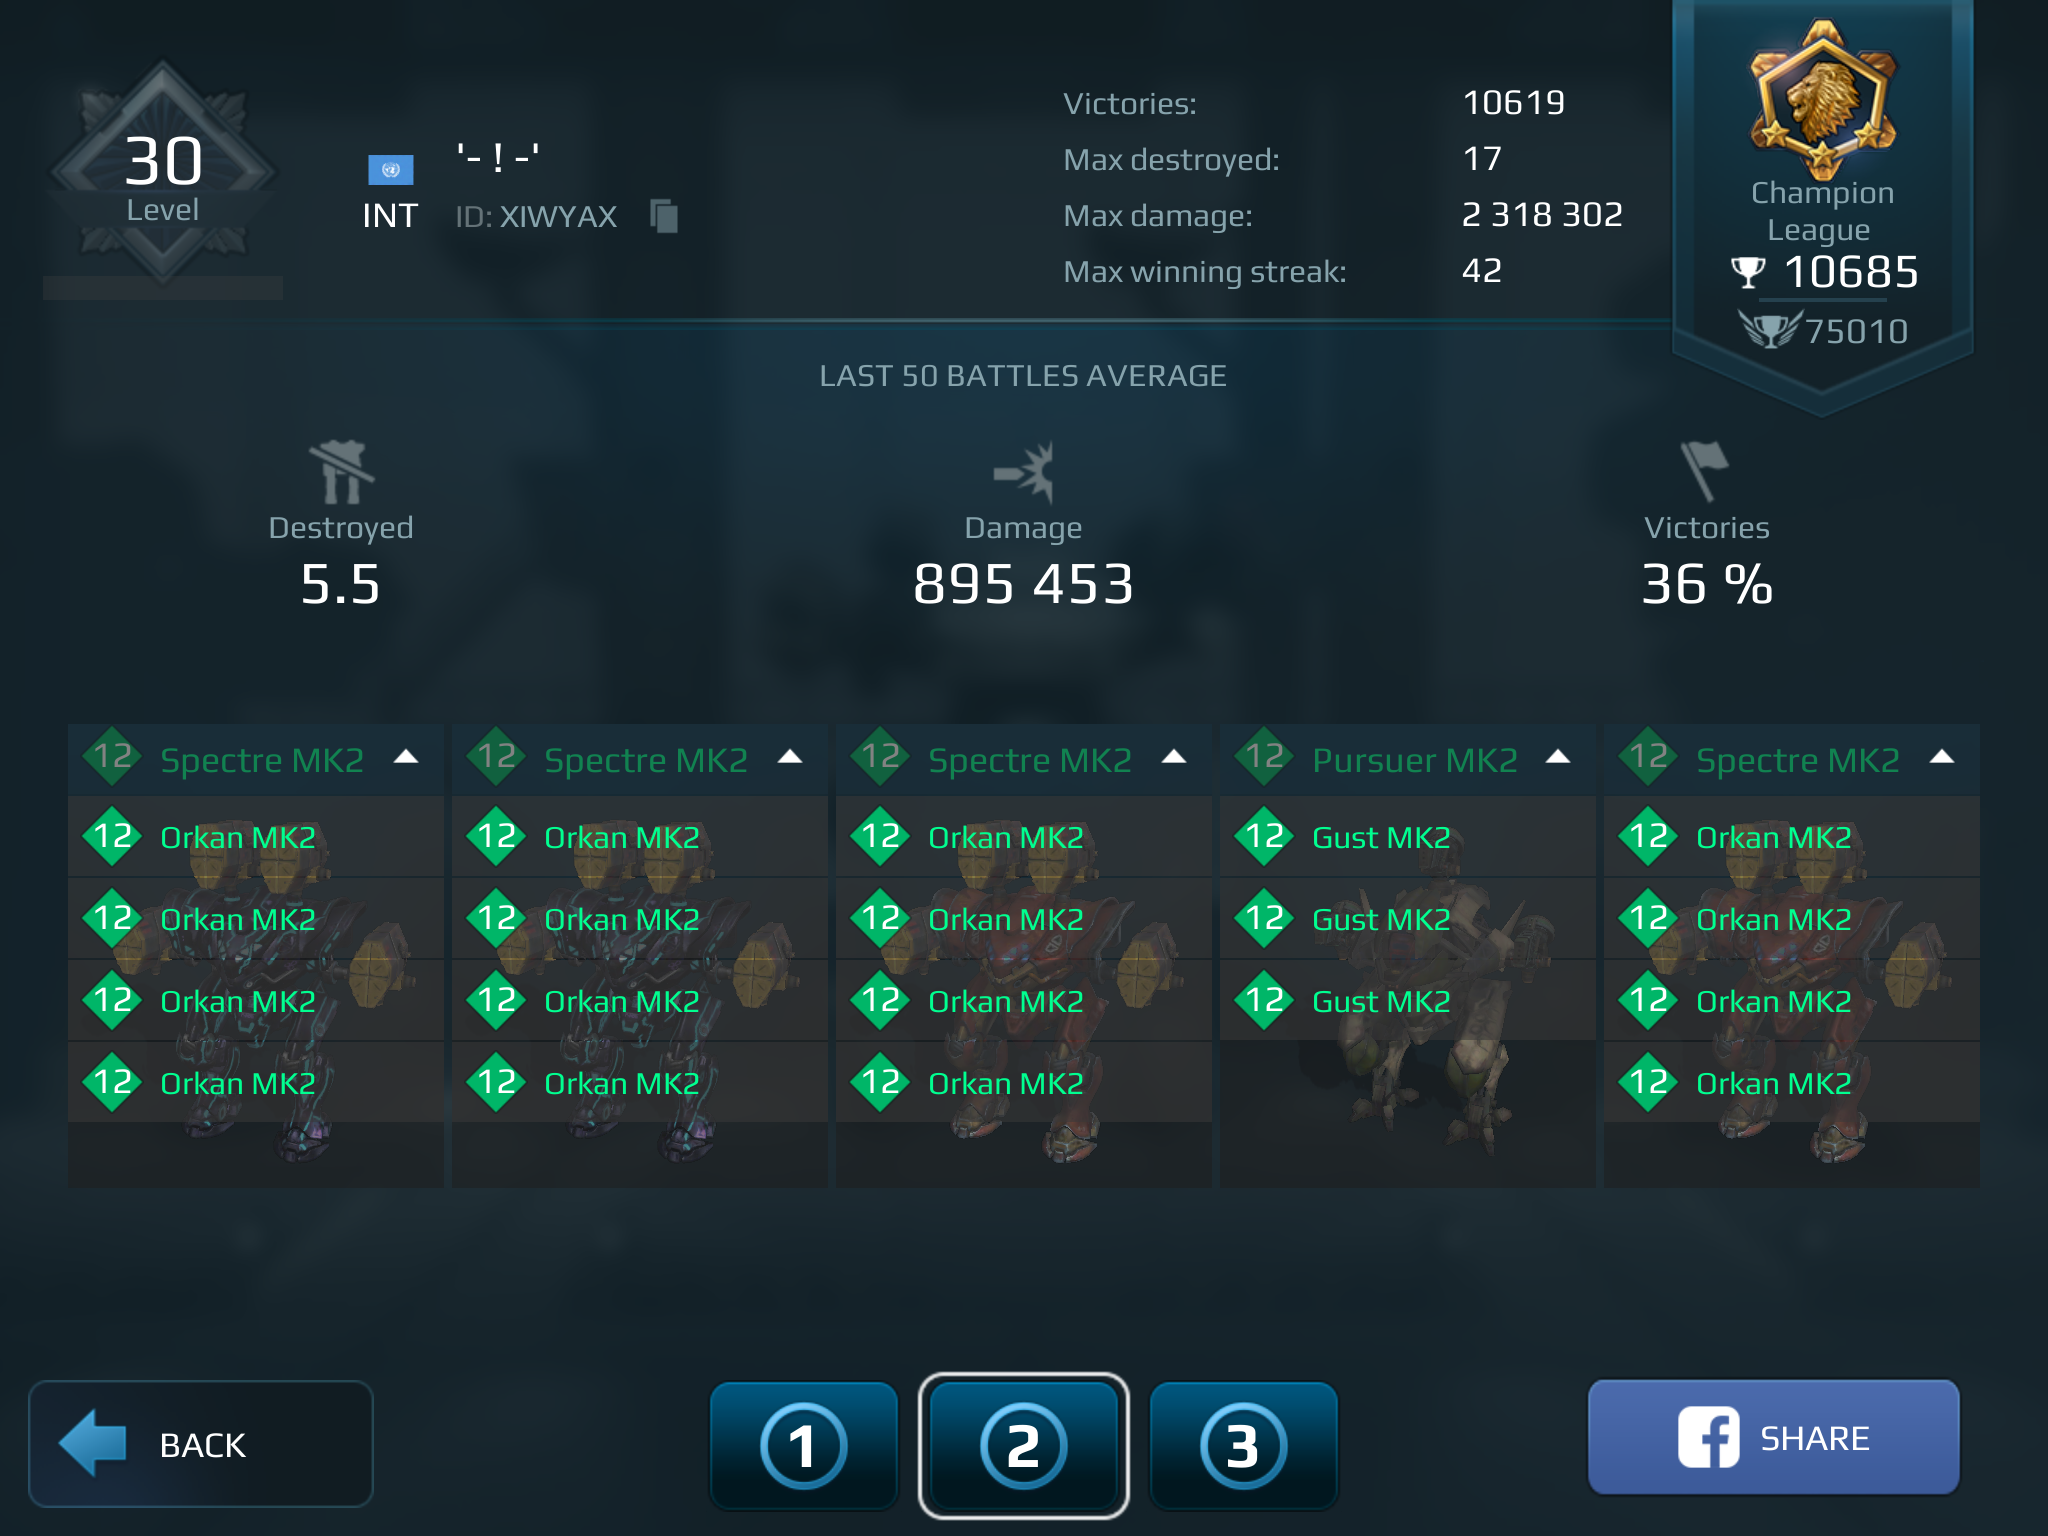 30
Level
INT
'- ! -'
ID: XIWYAX
Victories: 10619
Max destroyed: 17
Max damage: 2 318 302
Max winning streak: 42
Champion
League
10685
75010
LAST 50 BATTLES AVERAGE
Destroyed
5.5
Damage
895 453
Victories
36 %
12 Spectre MK2
12 Orkan MK2
12 Orkan MK2
12 Orkan MK2
12 Orkan MK2
12 Spectre MK2
12 Orkan MK2
12 Orkan MK2
12 Orkan MK2
12 Orkan MK2
12 Spectre MK2
12 Orkan MK2
12 Orkan MK2
12 Orkan MK2
12 Orkan MK2
12 Pursuer MK2
12 Gust MK2
12 Gust MK2
12 Gust MK2
12 Spectre MK2
12 Orkan MK2
12 Orkan MK2
12 Orkan MK2
12 Orkan MK2
BACK
1
2
3
SHARE